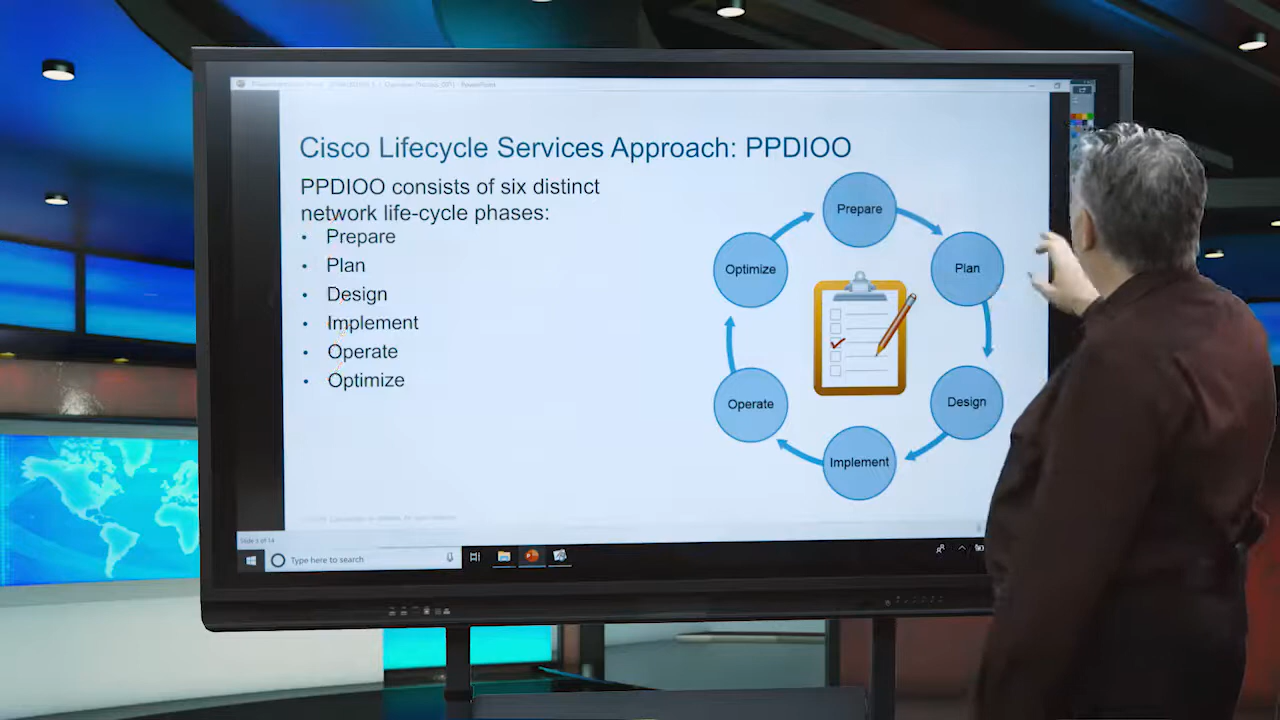 Cisco Lifecycle Services Approach: PPDIOO
PPDIOO consists of six distinct
network life-cycle phases:
• Prepare
• Plan
• Design
• Implement
• Operate
• Optimize
Prepare
Plan
Design
Implement
Operate
Optimize
Type here to search